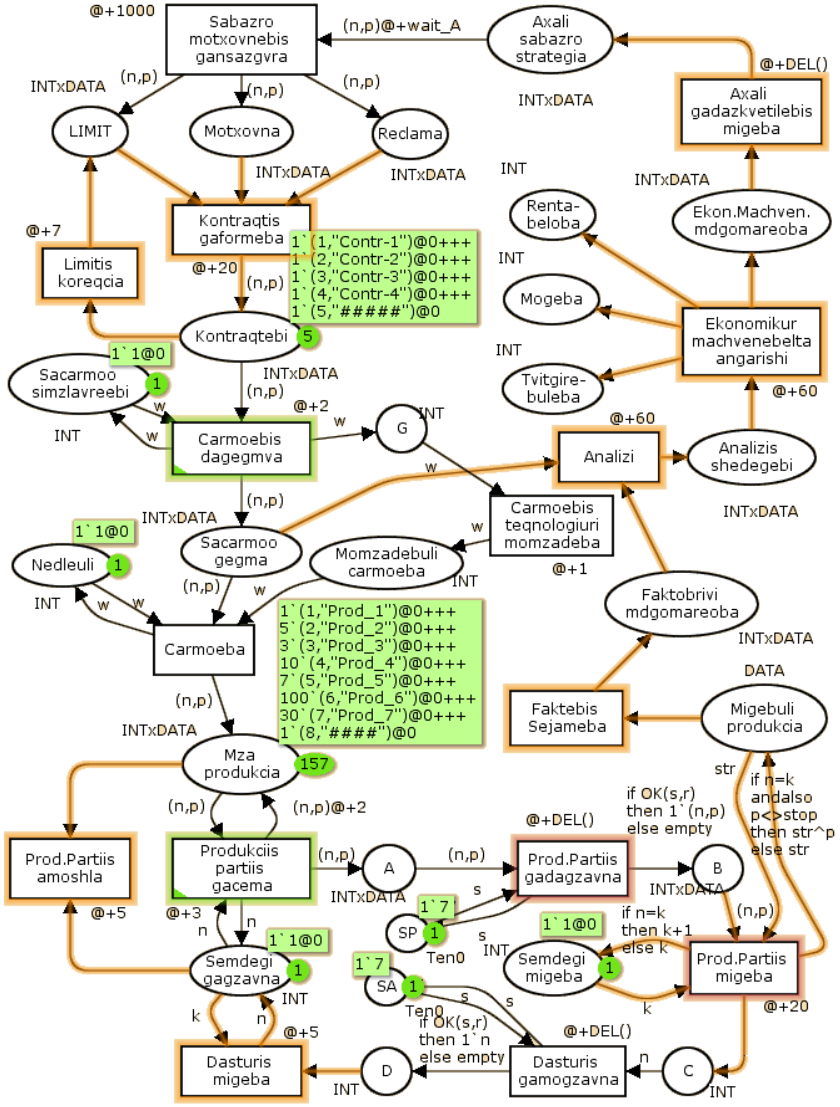 @+1000
Sabazro
motxovnebis
gansazgvra
(n,p)@+wait_A
Axali
sabazro
strategia
INTxDATA
@+DEL()
Axali
gadazkvetilebis
migeba
INTxDATA
(n,p)
(n,p)
(n,p)
LIMIT
Motxovna
Reclama
INTxDATA
INTxDATA
INTxDATA
INT
Renta-
beloba
Ekon.Machven.
mdgomareoba
Kontraqtis
gaformeba
@+20
@+7
Limitis
koreqcia
(n,p)
1`(1,"Contr-1")@0+++
1`(2,"Contr-2")@0+++
1`(3,"Contr-3")@0+++
1`(4,"Contr-4")@0+++
1`(5,"#####")@0
INT
Mogeba
Ekonomikur
machvenebelta
angarishi
@+60
Kontraqtebi
5
INTxDATA
INT
Tvitgire-
buleba
1`1@0
Sacarmoo
simzlavreebi
1
INT
w
w
(n,p)
@+2
Carmoebis
dagegmva
w
G
INT
@+60
Analizi
Analizis
shedegebi
INTxDATA
w
(n,p)
INTxDATA
Carmoebis
teqnologiuri
momzadeba
@+1
w
1`1@0
Nedleuli
1
INT
Sacarmoo
gegma
Momzadebuli
carmoeba
INT
w
w
(n,p)
w
Carmoeba
Faktobrivi
mdgomareoba
INTxDATA
1`(1,"Prod_1")@0+++
5`(2,"Prod_2")@0+++
3`(3,"Prod_3")@0+++
10`(4,"Prod_4")@0+++
7`(5,"Prod_5")@0+++
100`(6,"Prod_6")@0+++
30`(7,"Prod_7")@0+++
1`(8,"####")@0
(n,p)
INTxDATA
Mza
produkcia
157
Faktebis
Sejameba
DATA
Migebuli
produkcia
str
if n=k
andalso
p<>stop
then str^p
else str
(n,p)
(n,p)@+2
Prod.Partiis
amoshla
@+5
Produkciis
partiis
gacema
@+3
(n,p)
A
INTxDATA
(n,p)
@+DEL()
Prod.Partiis
gadagzavna
if OK(s,r)
then 1`(n,p)
else empty
B
INTxDATA
1`7
SP
1
Ten0
s
s
(n,p)
n
n
1`1@0
Semdegi
gagzavna
1
INT
1`7
SA
1
Ten0
s
s
INT
1`1@0
Semdegi
migeba
1
if n=k
then k+1
else k
k
Prod.Partiis
migeba
@+20
k
n
@+5
Dasturis
migeba
INT
D
if OK(s,r)
then 1`n
else empty
@+DEL()
Dasturis
gamogzavna
n
C
INT